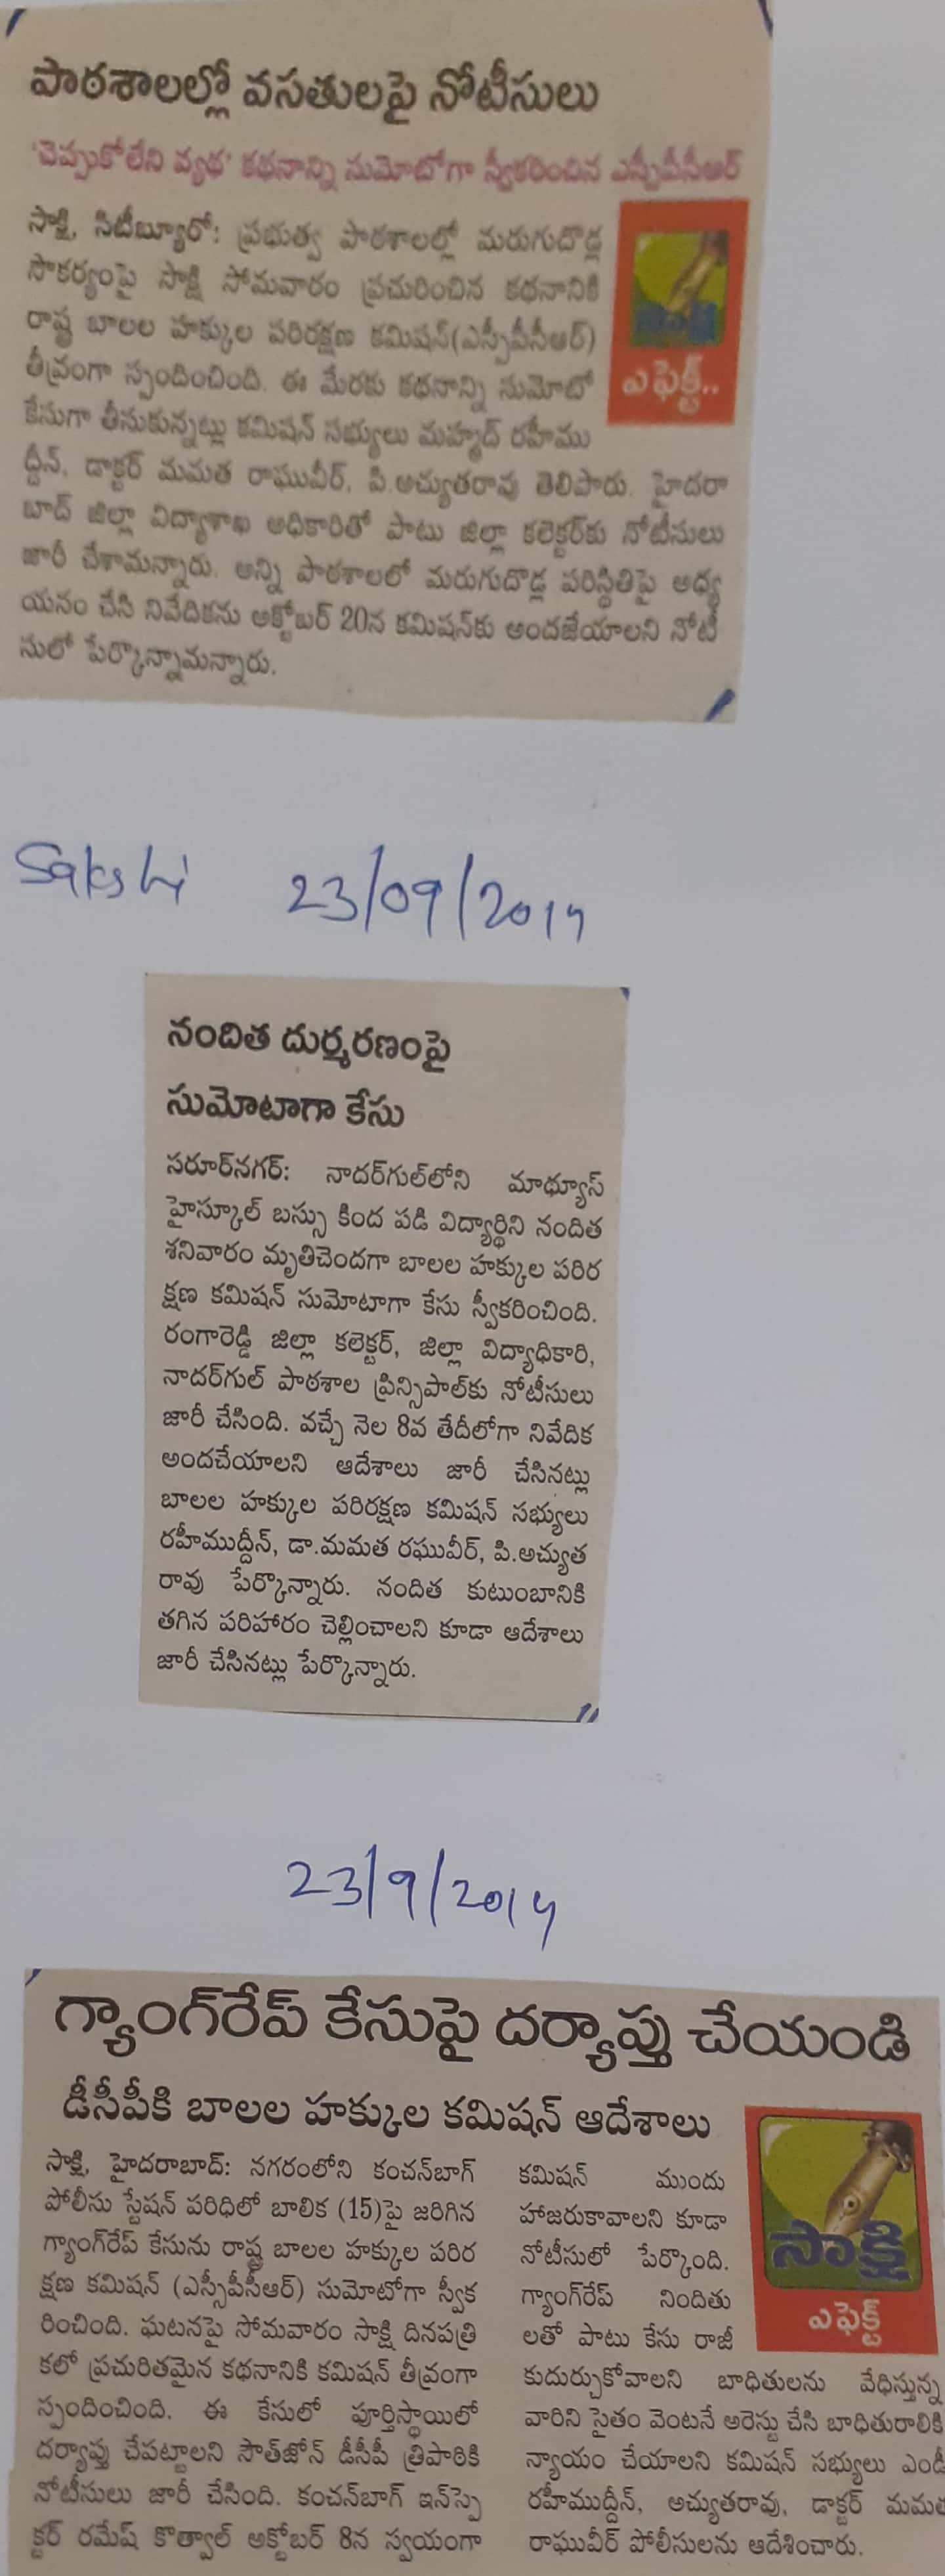 పాఠశాలల్లో వసతులపై నోటీసులు
'చెప్పుకోలేని వ్యథ' కథనాన్ని సుమోటోగా స్వీకరించిన ఎస్సీపీసీఆర్
సాక్షి, సిటీబ్యూరో: ప్రభుత్వ పాఠశాలల్లో మరుగుదొడ్ల
సౌకర్యంపై సాక్షి సోమవారం ప్రచురించిన కథనానికి
రాష్ట్ర బాలల హక్కుల పరిరక్షణ కమిషన్(ఎస్సీపీసీఆర్)
తీవ్రంగా స్పందించింది. ఈ మేరకు కథనాన్ని సుమోటో
కేసుగా తీసుకున్నట్లు కమిషన్ సభ్యులు మహ్మద్ రహీము
ద్దీన్, డాక్టర్ మమత రాఘువీర్, పి.అచ్యుతరావు తెలిపారు. హైదరా
బాద్ జిల్లా విద్యాశాఖ అధికారితో పాటు జిల్లా కలెక్టర్‌కు నోటీసులు
జారీ చేశామన్నారు. అన్ని పాఠశాలలో మరుగుదొడ్ల పరిస్థితిపై అధ్య
యనం చేసి నివేదికను అక్టోబర్ 20న కమిషన్‌కు అందజేయాలని నోటీ
సులో పేర్కొన్నామన్నారు.
సాక్షి
ఎఫెక్ట్..
Sakshi 23/09/2014
నందిత దుర్మరణంపై
సుమోటాగా కేసు
సరూర్‌నగర్: నాదర్‌గుల్‌లోని మాథ్యూస్
హైస్కూల్ బస్సు కింద పడి విద్యార్థిని నందిత
శనివారం మృతిచెందగా బాలల హక్కుల పరిర
క్షణ కమిషన్ సుమోటాగా కేసు స్వీకరించింది.
రంగారెడ్డి జిల్లా కలెక్టర్, జిల్లా విద్యాధికారి,
నాదర్‌గుల్ పాఠశాల ప్రిన్సిపాల్‌కు నోటీసులు
జారీ చేసింది. వచ్చే నెల 8వ తేదీలోగా నివేదిక
అందచేయాలని ఆదేశాలు జారీ చేసినట్లు
బాలల హక్కుల పరిరక్షణ కమిషన్ సభ్యులు
రహీముద్దీన్, డా.మమత రఘువీర్, పి.అచ్యుత
రావు పేర్కొన్నారు. నందిత కుటుంబానికి
తగిన పరిహారం చెల్లించాలని కూడా ఆదేశాలు
జారీ చేసినట్లు పేర్కొన్నారు.
23/9/2014
గ్యాంగ్‌రేప్ కేసుపై దర్యాప్తు చేయండి
డీసీపీకి బాలల హక్కుల కమిషన్ ఆదేశాలు
సాక్షి, హైదరాబాద్: నగరంలోని కంచన్‌బాగ్
పోలీసు స్టేషన్ పరిధిలో బాలిక (15)పై జరిగిన
గ్యాంగ్‌రేప్ కేసును రాష్ట్ర బాలల హక్కుల పరిర
క్షణ కమిషన్ (ఎస్సీపీసీఆర్) సుమోటోగా స్వీక
రించింది. ఘటనపై సోమవారం సాక్షి దినపత్రి
కలో ప్రచురితమైన కథనానికి కమిషన్ తీవ్రంగా
స్పందించింది. ఈ కేసులో పూర్తిస్థాయిలో
దర్యాప్తు చేపట్టాలని సౌత్‌జోన్ డీసీపీ త్రిపాఠికి
నోటీసులు జారీ చేసింది. కంచన్‌బాగ్ ఇన్‌స్పె
క్టర్ రమేష్ కొత్వాల్ అక్టోబర్ 8న స్వయంగా
కమిషన్ ముందు
హాజరుకావాలని కూడా
నోటీసులో పేర్కొంది.
గ్యాంగ్‌రేప్ నిందితు
లతో పాటు కేసు రాజీ
కుదుర్చుకోవాలని బాధితులను వేధిస్తున్న
వారిని సైతం వెంటనే అరెస్టు చేసి బాధితురాలికి
న్యాయం చేయాలని కమిషన్ సభ్యులు ఎండీ
రహీముద్దీన్, అచ్యుతరావు, డాక్టర్ మమత
రాఘువీర్ పోలీసులను ఆదేశించారు.
సాక్షి
ఎఫెక్ట్